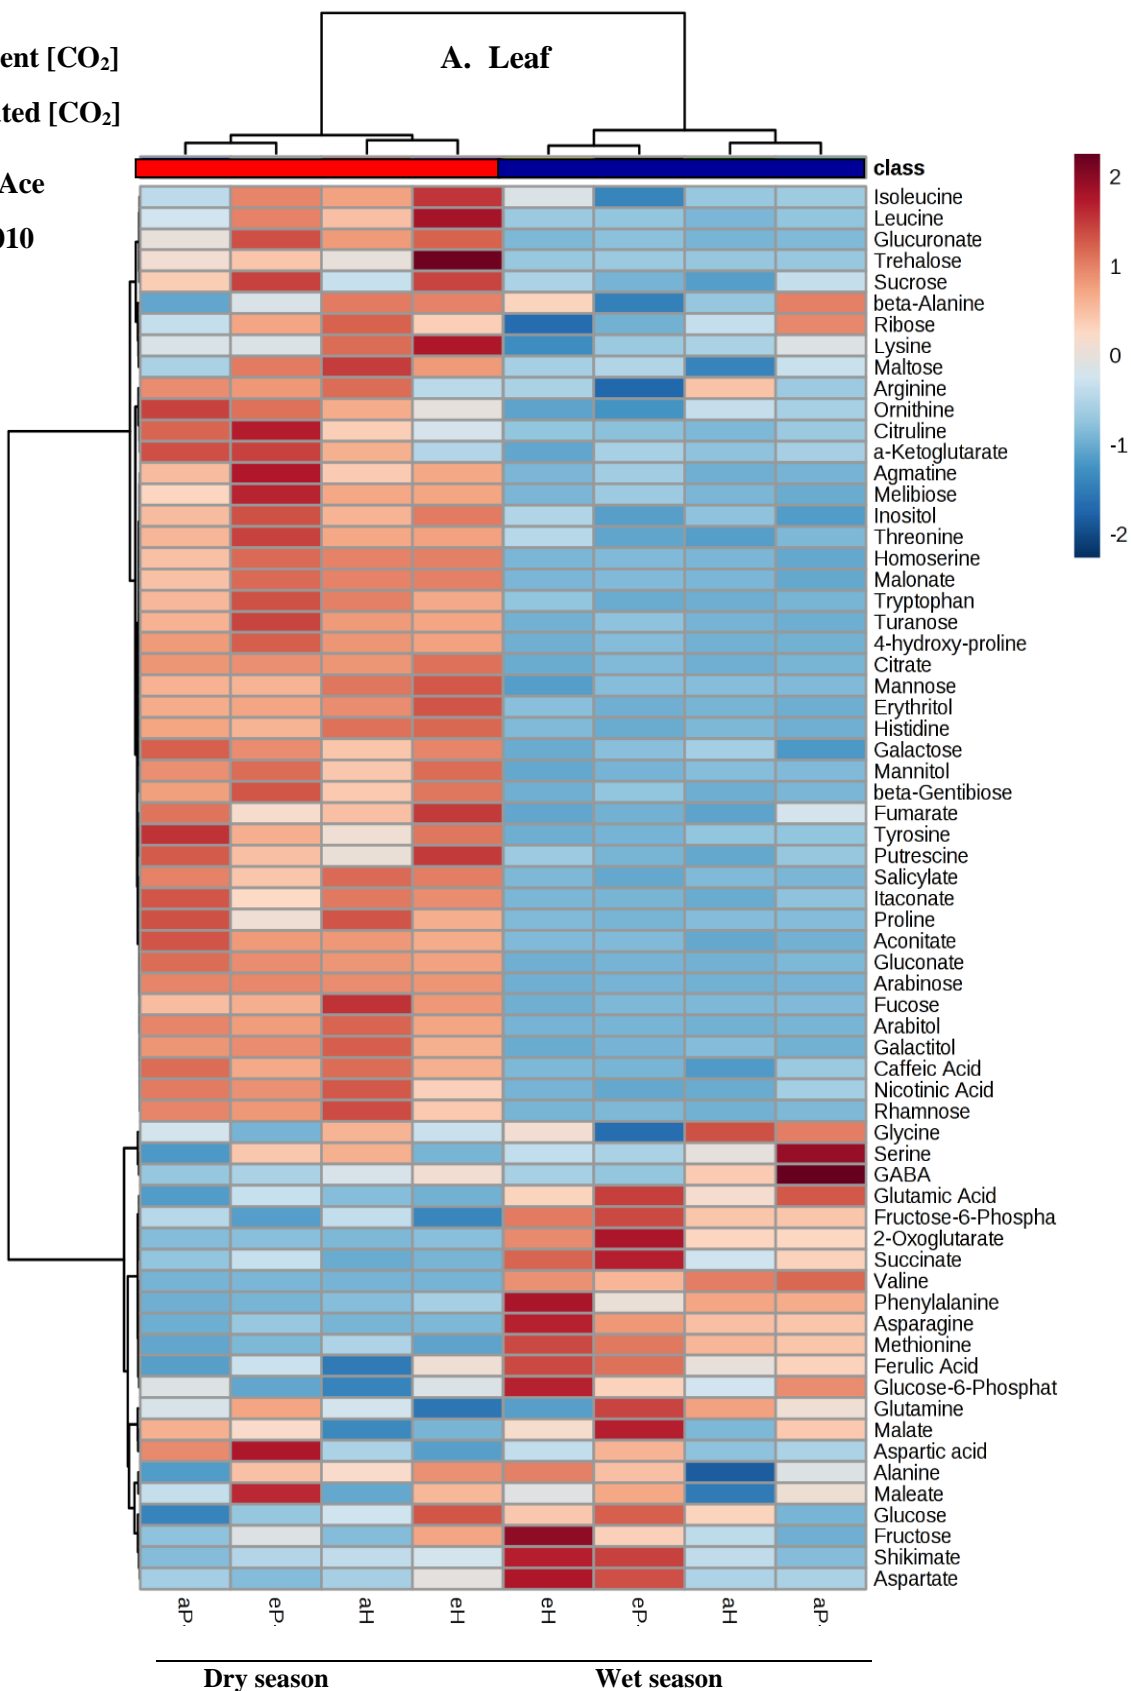 ent [CO₂]
A. Leaf
ted [CO₂]
Ace
010
class
2
1
0
-1
-2
Isoleucine
Leucine
Glucuronate
Trehalose
Sucrose
beta-Alanine
Ribose
Lysine
Maltose
Arginine
Ornithine
Citruline
a-Ketoglutarate
Agmatine
Melibiose
Inositol
Threonine
Homoserine
Malonate
Tryptophan
Turanose
4-hydroxy-proline
Citrate
Mannose
Erythritol
Histidine
Galactose
Mannitol
beta-Gentibiose
Fumarate
Tyrosine
Putrescine
Salicylate
Itaconate
Proline
Aconitate
Gluconate
Arabinose
Fucose
Arabitol
Galactitol
Caffeic Acid
Nicotinic Acid
Rhamnose
Glycine
Serine
GABA
Glutamic Acid
Fructose-6-Phospha
2-Oxoglutarate
Succinate
Valine
Phenylalanine
Asparagine
Methionine
Ferulic Acid
Glucose-6-Phosphat
Glutamine
Malate
Aspartic acid
Alanine
Maleate
Glucose
Fructose
Shikimate
Aspartate
aP. eP. aH eH eH eP. aH aP.
Dry season Wet season